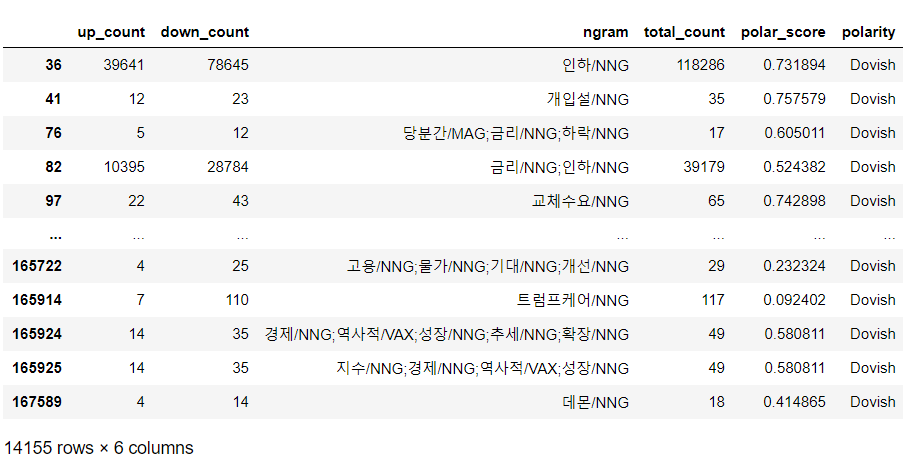 up_count down_count ngram total_count polar_score polarity
36 39641 78645 인하/NNG 118286 0.731894 Dovish
41 12 23 개입설/NNG 35 0.757579 Dovish
76 5 12 당분간/MAG;금리/NNG;하락/NNG 17 0.605011 Dovish
82 10395 28784 금리/NNG;인하/NNG 39179 0.524382 Dovish
97 22 43 교체수요/NNG 65 0.742898 Dovish
... ... ... ... ... ... ...
165722 4 25 고용/NNG;물가/NNG;기대/NNG;개선/NNG 29 0.232324 Dovish
165914 7 110 트럼프케어/NNG 117 0.092402 Dovish
165924 14 35 경제/NNG;역사적/VAX;성장/NNG;추세/NNG;확장/NNG 49 0.580811 Dovish
165925 14 35 지수/NNG;경제/NNG;역사적/VAX;성장/NNG 49 0.580811 Dovish
167589 4 14 데몬/NNG 18 0.414865 Dovish
14155 rows × 6 columns